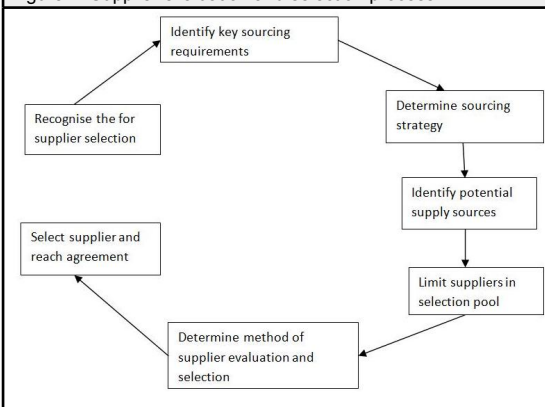 Identify key sourcing
requirements
Recognise the for
supplier selection
Determine sourcing
strategy
Identify potential
supply sources
Select supplier and
reach agreement
Limit suppliers in
selection pool
Determine method of
supplier evaluation and
selection